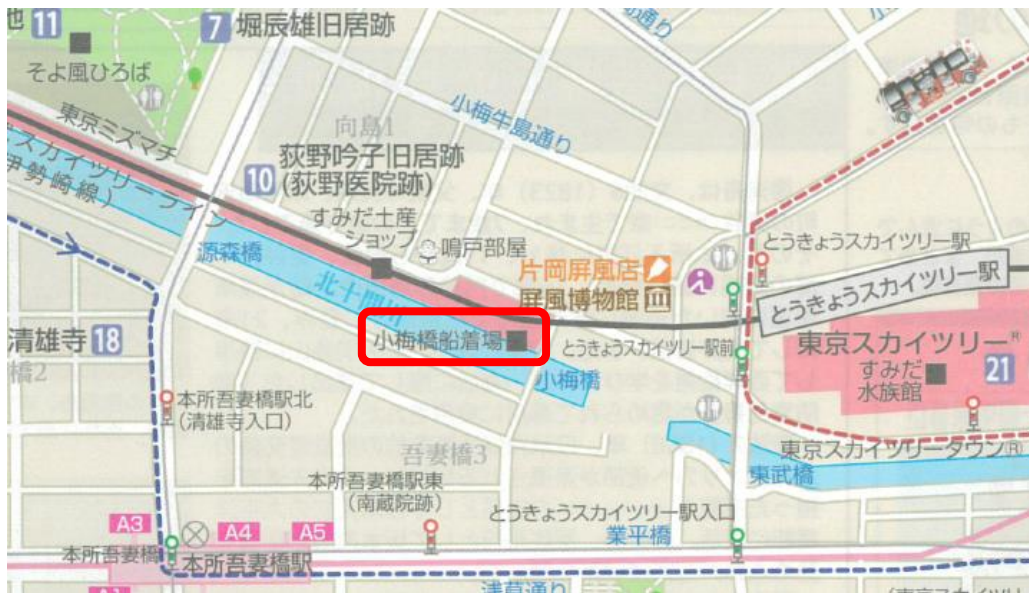 11
そよ風ひろば
7 堀辰雄旧居跡
東京ミズマチ
スカイツリーライン
伊勢崎線)
向島1
小梅牛島通り
10 荻野吟子旧居跡
(荻野医院跡)
すみだ土産
ショップ
鳴戸部屋
源森橋
北十間川
片岡屏風店
屏風博物館
小梅橋船着場
小梅橋
とうきょうスカイツリー駅
とうきょうスカイツリー駅
とうきょうスカイツリー駅前
東京スカイツリー®
すみだ
水族館
21
清雄寺 18
橋2
本所吾妻橋駅北
(清雄寺入口)
吾妻橋3
本所吾妻橋駅東
(南蔵院跡)
東京スカイツリータウン®
東武橋
とうきょうスカイツリー駅入口
業平橋
A3
A4
A5
本所吾妻橋
本所吾妻橋駅
浅草通り